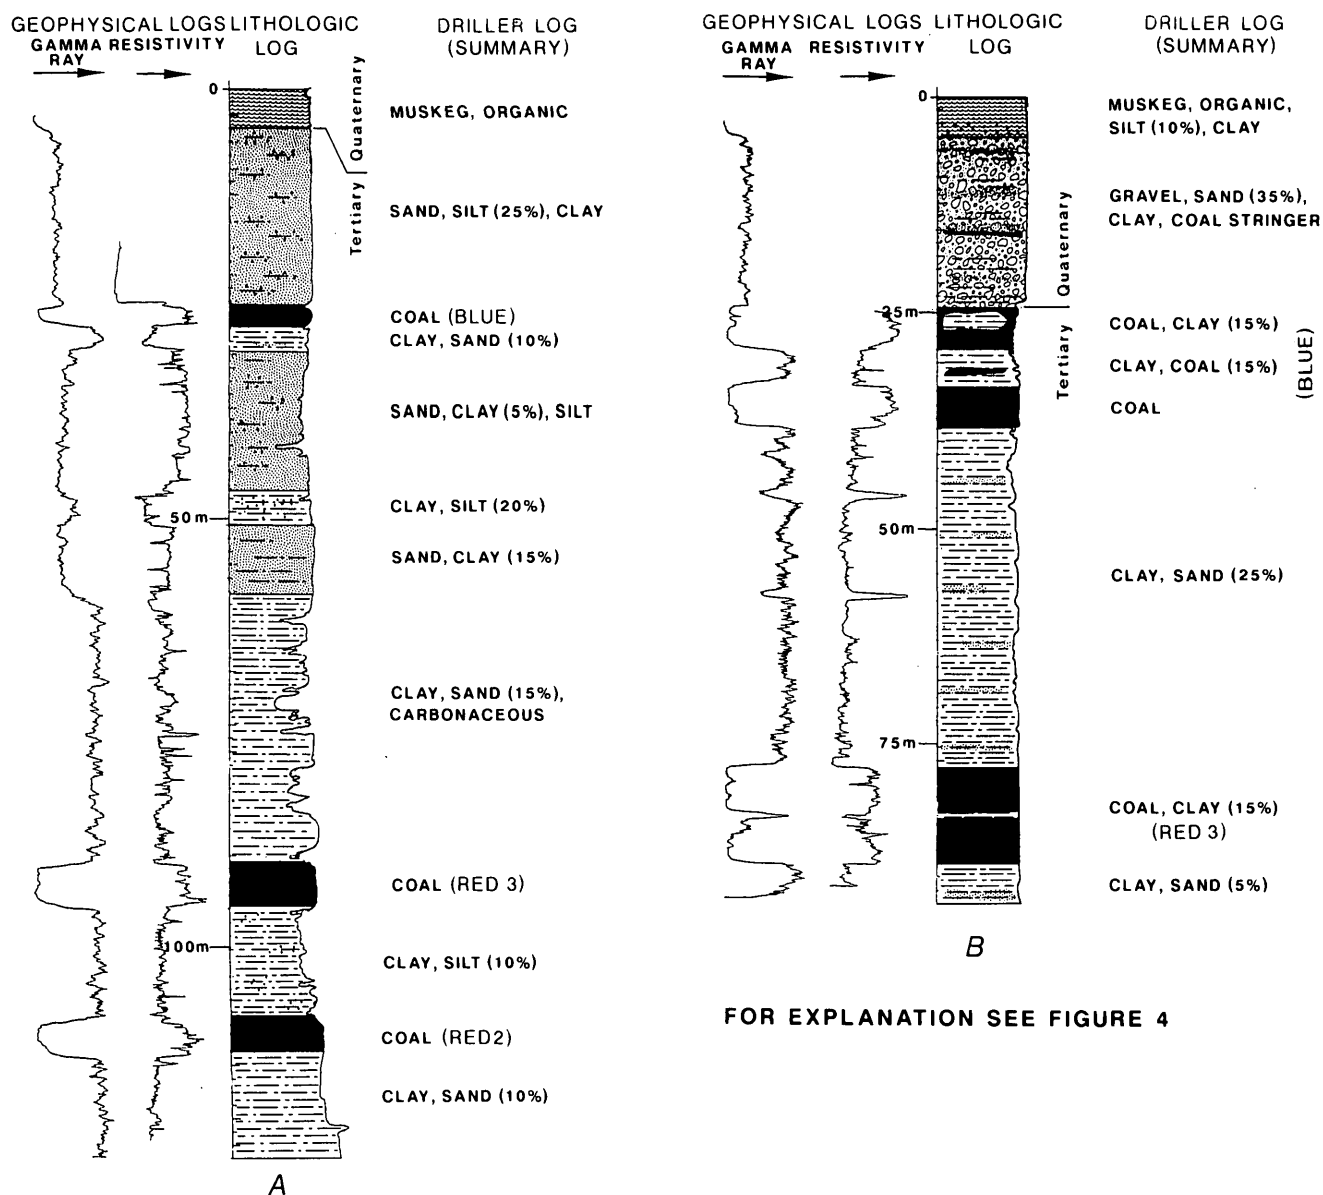 GEOPHYSICAL LOGS LITHOLOGIC LOG
DRILLER LOG
(SUMMARY)
GAMMA RAY
RESISTIVITY
Quaternary
Tertiary
0
MUSKEG, ORGANIC
SAND, SILT (25%), CLAY
COAL (BLUE)
CLAY, SAND (10%)
SAND, CLAY (5%), SILT
CLAY, SILT (20%)
50m
SAND, CLAY (15%)
CLAY, SAND (15%),
CARBONACEOUS
COAL (RED 3)
100m
CLAY, SILT (10%)
COAL (RED2)
CLAY, SAND (10%)
A
GEOPHYSICAL LOGS LITHOLOGIC LOG
DRILLER LOG
(SUMMARY)
GAMMA RAY
RESISTIVITY
0
MUSKEG, ORGANIC,
SILT (10%), CLAY
GRAVEL, SAND (35%),
CLAY, COAL STRINGER
Quaternary
Tertiary
25m
COAL, CLAY (15%)
CLAY, COAL (15%)
(BLUE)
COAL
50m
CLAY, SAND (25%)
75m
COAL, CLAY (15%)
(RED 3)
CLAY, SAND (5%)
B
FOR EXPLANATION SEE FIGURE 4